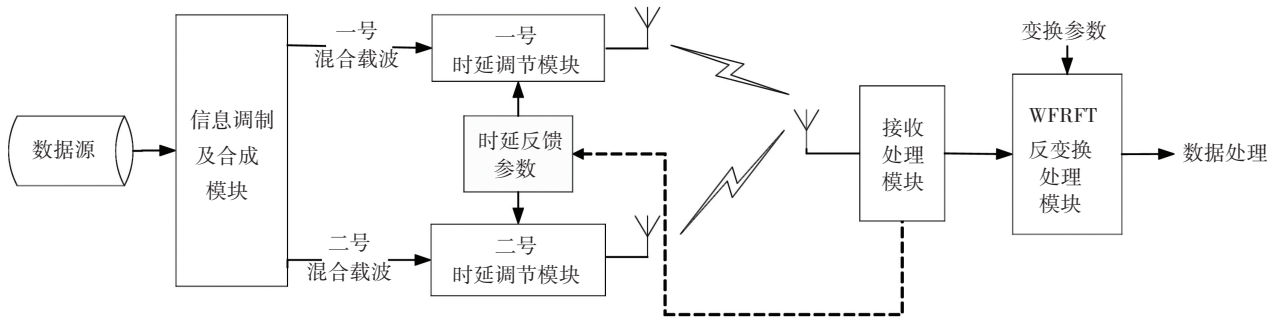 数据源
信息调制
及合成
模块
一号
混合载波
二号
混合载波
一号
时延调节模块
时延反馈
参数
二号
时延调节模块
接收
处理
模块
变换参数
WFRFT
反变换
处理
模块
数据处理